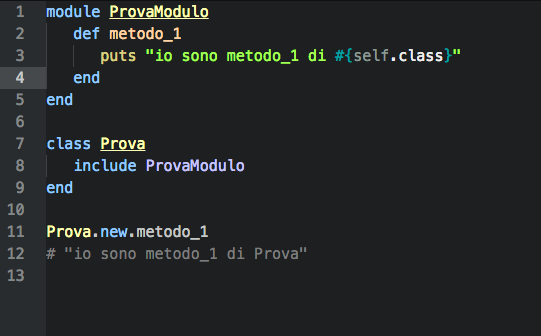 1 module ProvaModulo
2    def metodo_1
3       puts "io sono metodo_1 di #{self.class}"
4    end
5 end
6
7 class Prova
8    include ProvaModulo
9 end
10
11 Prova.new.metodo_1
12 # "io sono metodo_1 di Prova"
13